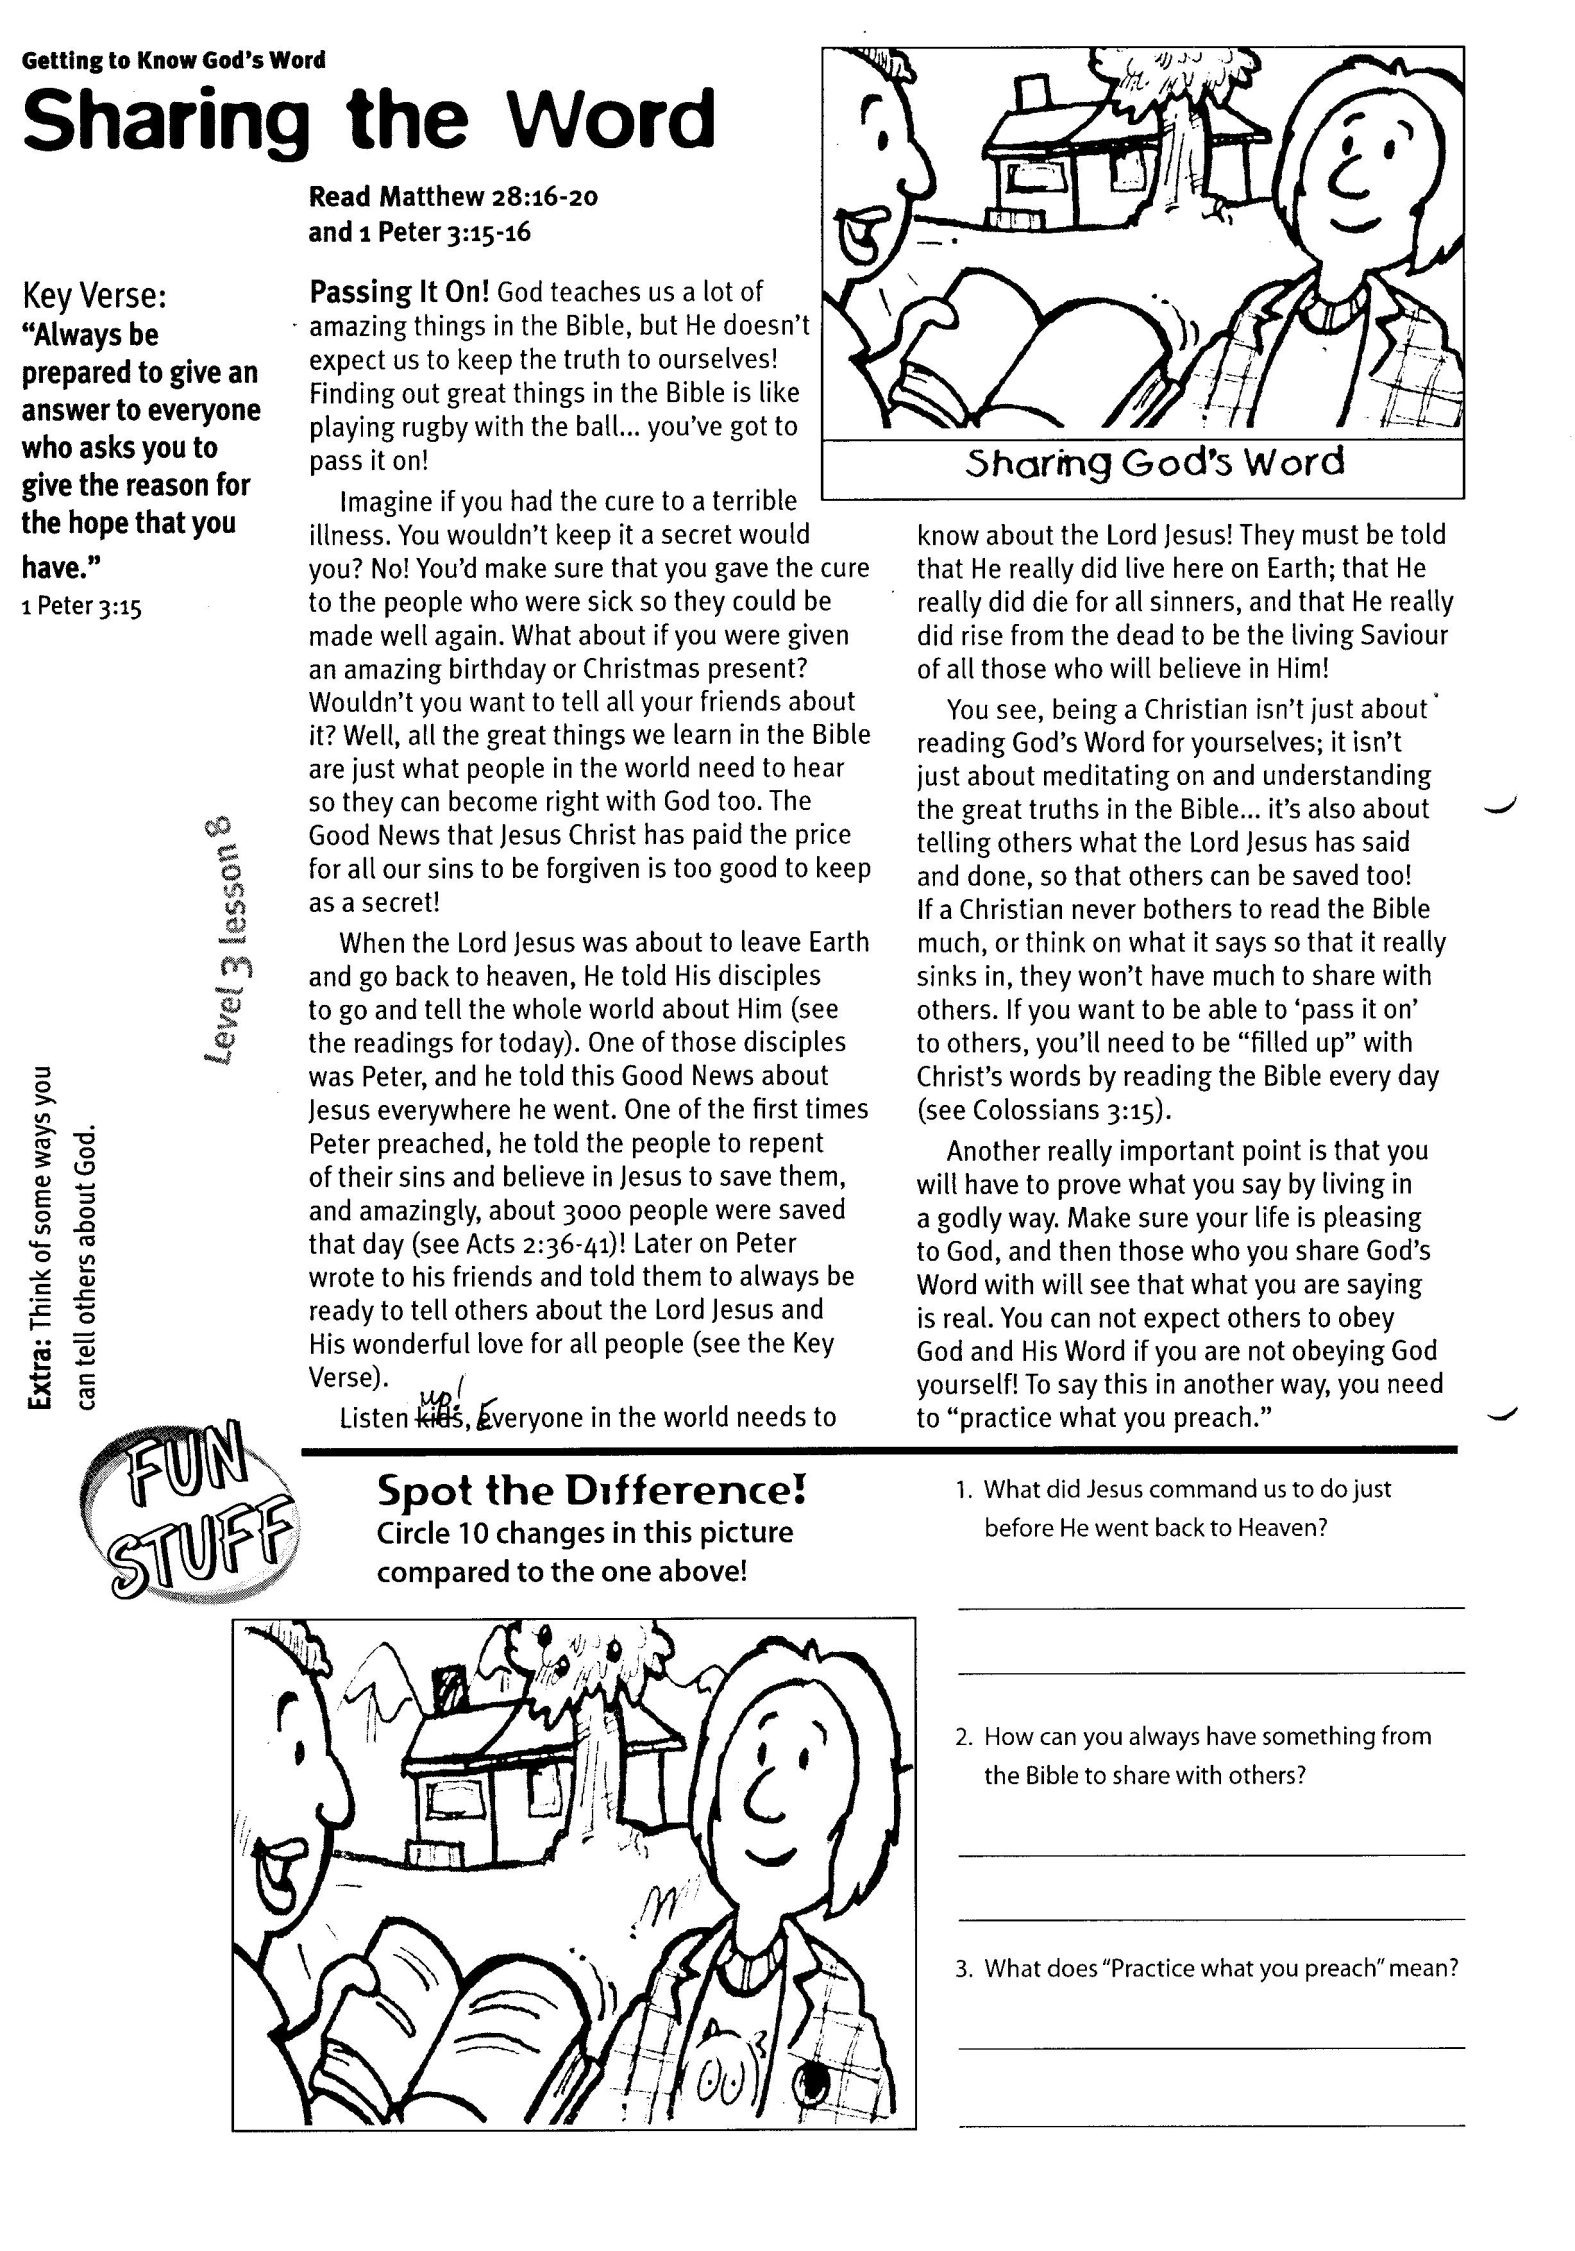 Getting to Know God's Word
Sharing the Word
Read Matthew 28:16-20
and 1 Peter 3:15-16
Key Verse:
“Always be
prepared to give an
answer to everyone
who asks you to
give the reason for
the hope that you
have.”
1 Peter 3:15
Level 3 lesson 8
Extra: Think of some ways you
can tell others about God.
Passing It On! God teaches us a lot of
amazing things in the Bible, but He doesn't
expect us to keep the truth to ourselves!
Finding out great things in the Bible is like
playing rugby with the ball... you've got to
pass it on!
Imagine if you had the cure to a terrible
illness. You wouldn't keep it a secret would
you? No! You'd make sure that you gave the cure
to the people who were sick so they could be
made well again. What about if you were given
an amazing birthday or Christmas present?
Wouldn't you want to tell all your friends about
it? Well, all the great things we learn in the Bible
are just what people in the world need to hear
so they can become right with God too. The
Good News that Jesus Christ has paid the price
for all our sins to be forgiven is too good to keep
as a secret!
When the Lord Jesus was about to leave Earth
and go back to heaven, He told His disciples
to go and tell the whole world about Him (see
the readings for today). One of those disciples
was Peter, and he told this Good News about
Jesus everywhere he went. One of the first times
Peter preached, he told the people to repent
of their sins and believe in Jesus to save them,
and amazingly, about 3000 people were saved
that day (see Acts 2:36-41)! Later on Peter
wrote to his friends and told them to always be
ready to tell others about the Lord Jesus and
His wonderful love for all people (see the Key
Verse).
up!
Listen kids, Everyone in the world needs to
Sharing God's Word
know about the Lord Jesus! They must be told
that He really did live here on Earth; that He
really did die for all sinners, and that He really
did rise from the dead to be the living Saviour
of all those who will believe in Him!
You see, being a Christian isn't just about
reading God's Word for yourselves; it isn't
just about meditating on and understanding
the great truths in the Bible... it's also about
telling others what the Lord Jesus has said
and done, so that others can be saved too!
If a Christian never bothers to read the Bible
much, or think on what it says so that it really
sinks in, they won't have much to share with
others. If you want to be able to ‘pass it on’
to others, you'll need to be “filled up” with
Christ's words by reading the Bible every day
(see Colossians 3:15).
Another really important point is that you
will have to prove what you say by living in
a godly way. Make sure your life is pleasing
to God, and then those who you share God's
Word with will see that what you are saying
is real. You can not expect others to obey
God and His Word if you are not obeying God
yourself! To say this in another way, you need
to “practice what you preach.”
FUN
STUFF
Spot the Difference!
Circle 10 changes in this picture
compared to the one above!
1. What did Jesus command us to do just
before He went back to Heaven?
2. How can you always have something from
the Bible to share with others?
3. What does “Practice what you preach” mean?